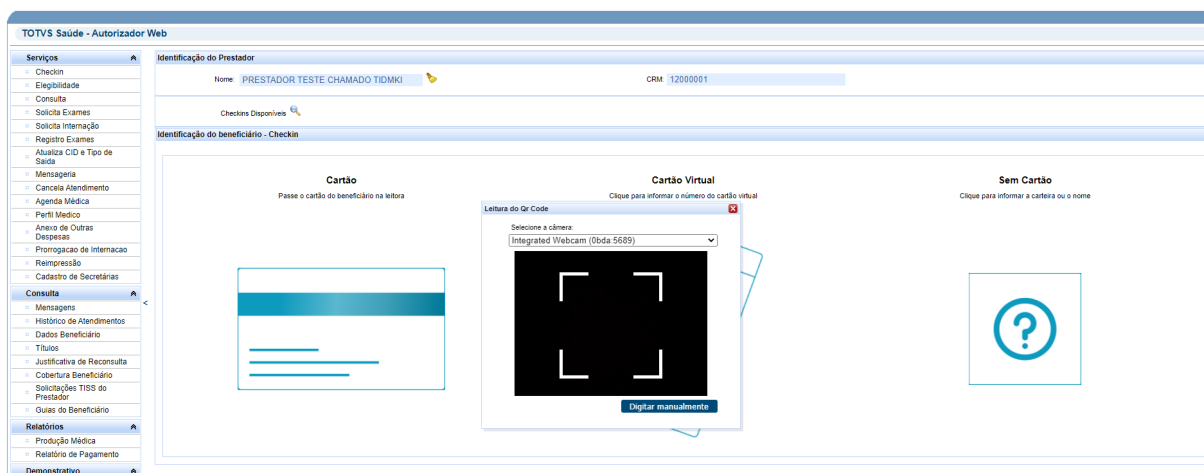 TOTVS Saúde - Autorizador Web
Serviços
Checkin
Elegibilidade
Consulta
Solicita Exames
Solicita Internação
Registro Exames
Atualiza CID e Tipo de
Saida
Mensageria
Cancela Atendimento
Agenda Médica
Perfil Medico
Anexo de Outras
Despesas
Prorrogacao de Internacao
Reimpressão
Cadastro de Secretárias
Consulta
Mensagens
Histórico de Atendimentos
Dados Beneficiário
Títulos
Justificativa de Reconsulta
Cobertura Beneficiário
Solicitações TISS do
Prestador
Guias do Beneficiário
Relatórios
Produção Médica
Relatório de Pagamento
Demonstrativo
<
Identificação do Prestador
Nome: PRESTADOR TESTE CHAMADO TIDMKI
CRM: 12000001
Checkins Disponíveis
Identificação do beneficiário - Checkin
Cartão
Passe o cartão do beneficiário na leitora
Cartão Virtual
Clique para informar o número do cartão virtual
Leitura do Qr Code
Selecione a câmera:
Integrated Webcam (0bda:5689)
Digitar manualmente
Sem Cartão
Clique para informar a carteira ou o nome
?